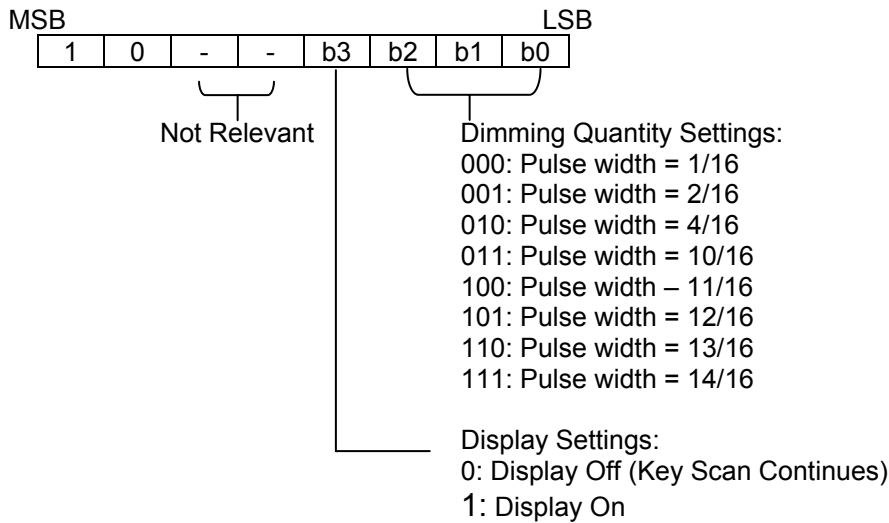 MSB LSB
1 0 - - b3 b2 b1 b0
Not Relevant
Dimming Quantity Settings:
000: Pulse width = 1/16
001: Pulse width = 2/16
010: Pulse width = 4/16
011: Pulse width = 10/16
100: Pulse width – 11/16
101: Pulse width = 12/16
110: Pulse width = 13/16
111: Pulse width = 14/16
Display Settings:
0: Display Off (Key Scan Continues)
1: Display On